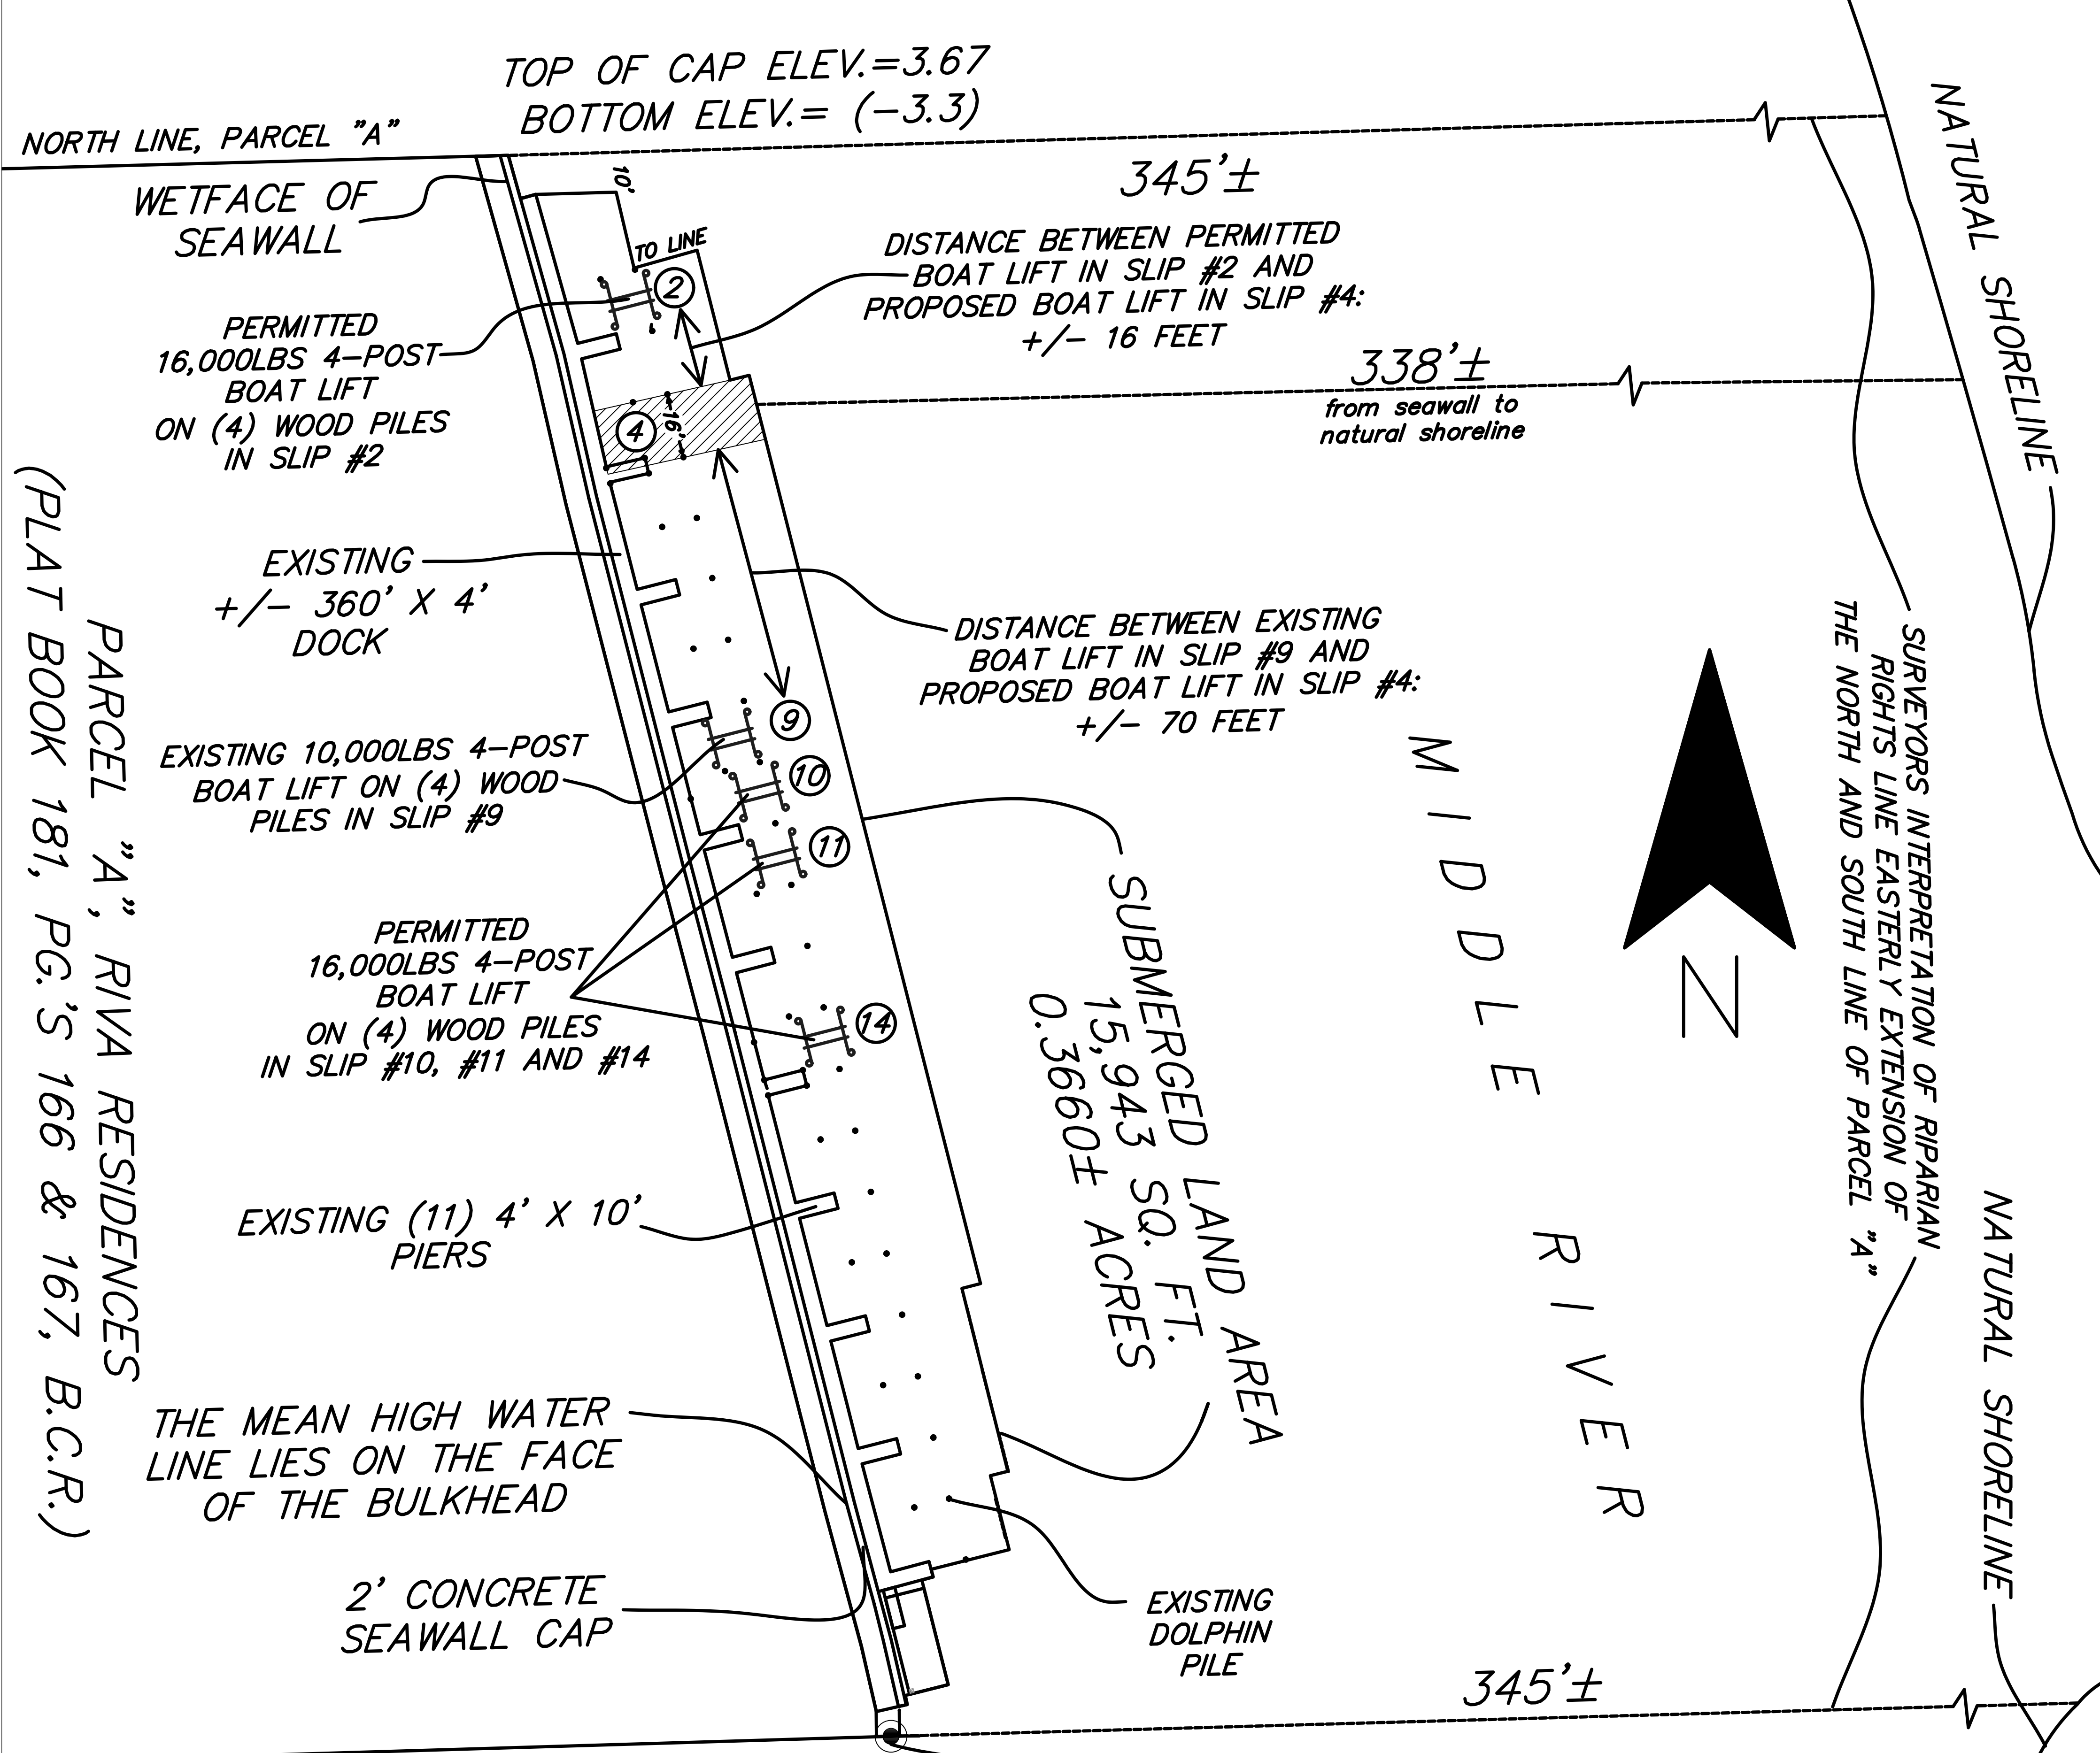 TOP OF CAP ELEV.=3.67
BOTTOM ELEV.= (-3.3)
NORTH LINE, PARCEL "A"
345'±
10'
TO LINE
WETFACE OF
SEAWALL
DISTANCE BETWEEN PERMITTED
BOAT LIFT IN SLIP #2 AND
PROPOSED BOAT LIFT IN SLIP #4:
+/- 16 FEET
2
PERMITTED
16,000LBS 4-POST
BOAT LIFT
ON (4) WOOD PILES
IN SLIP #2
338'±
from seawall to
natural shoreline
4
16'
NATURAL SHORELINE
EXISTING
+/- 360' X 4'
DOCK
DISTANCE BETWEEN EXISTING
BOAT LIFT IN SLIP #9 AND
PROPOSED BOAT LIFT IN SLIP #4:
+/- 70 FEET
SURVEYORS INTERPRETATION OF RIPARIAN
RIGHTS LINE EASTERLY EXTENSION OF
THE NORTH AND SOUTH LINE OF PARCEL "A"
PARCEL "A", RIVA RESIDENCES
(PLAT BOOK 181, PG.'S 166 & 167, B.C.R.)
EXISTING 10,000LBS 4-POST
BOAT LIFT ON (4) WOOD
PILES IN SLIP #9
9
10
11
14
MIDDLE RIVER
N
PERMITTED
16,000LBS 4-POST
BOAT LIFT
ON (4) WOOD PILES
IN SLIP #10, #11 AND #14
SUBMERGED LAND AREA
15,943 SQ. FT.
0.3660± ACRES
EXISTING (11) 4' X 10'
PIERS
NATURAL SHORELINE
THE MEAN HIGH WATER
LINE LIES ON THE FACE
OF THE BULKHEAD
2' CONCRETE
SEAWALL CAP
EXISTING
DOLPHIN
PILE
345'±